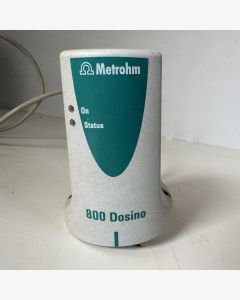 Metrohm
On
Status
800 Dosino